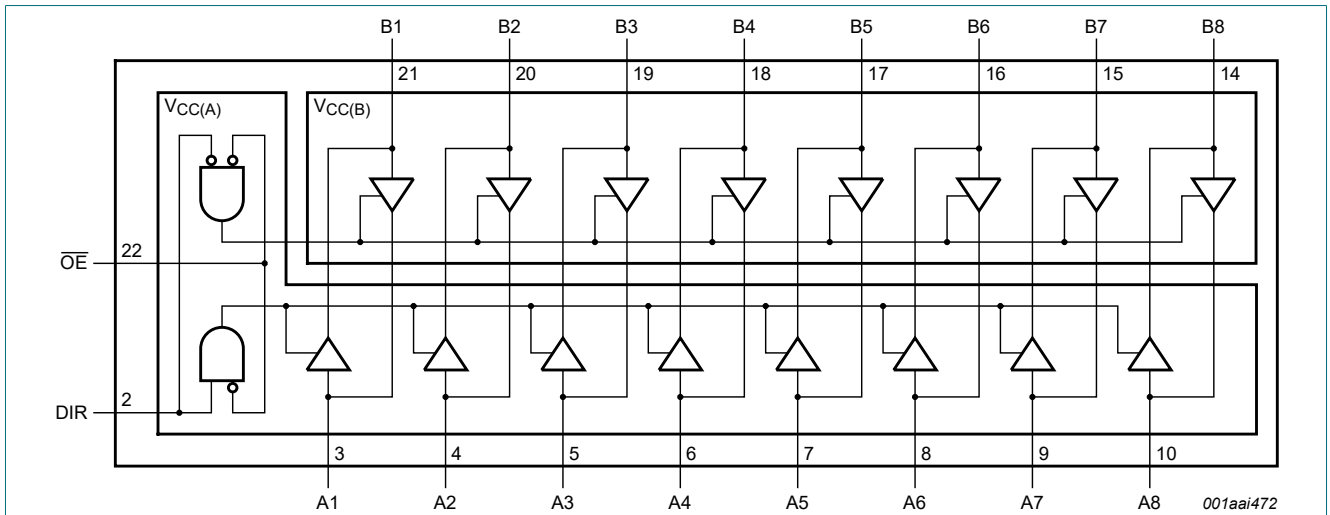 B1 B2 B3 B4 B5 B6 B7 B8
21 20 19 18 17 16 15 14
VCC(A) VCC(B)
OE 22
DIR 2
3 4 5 6 7 8 9 10
A1 A2 A3 A4 A5 A6 A7 A8 001aai472